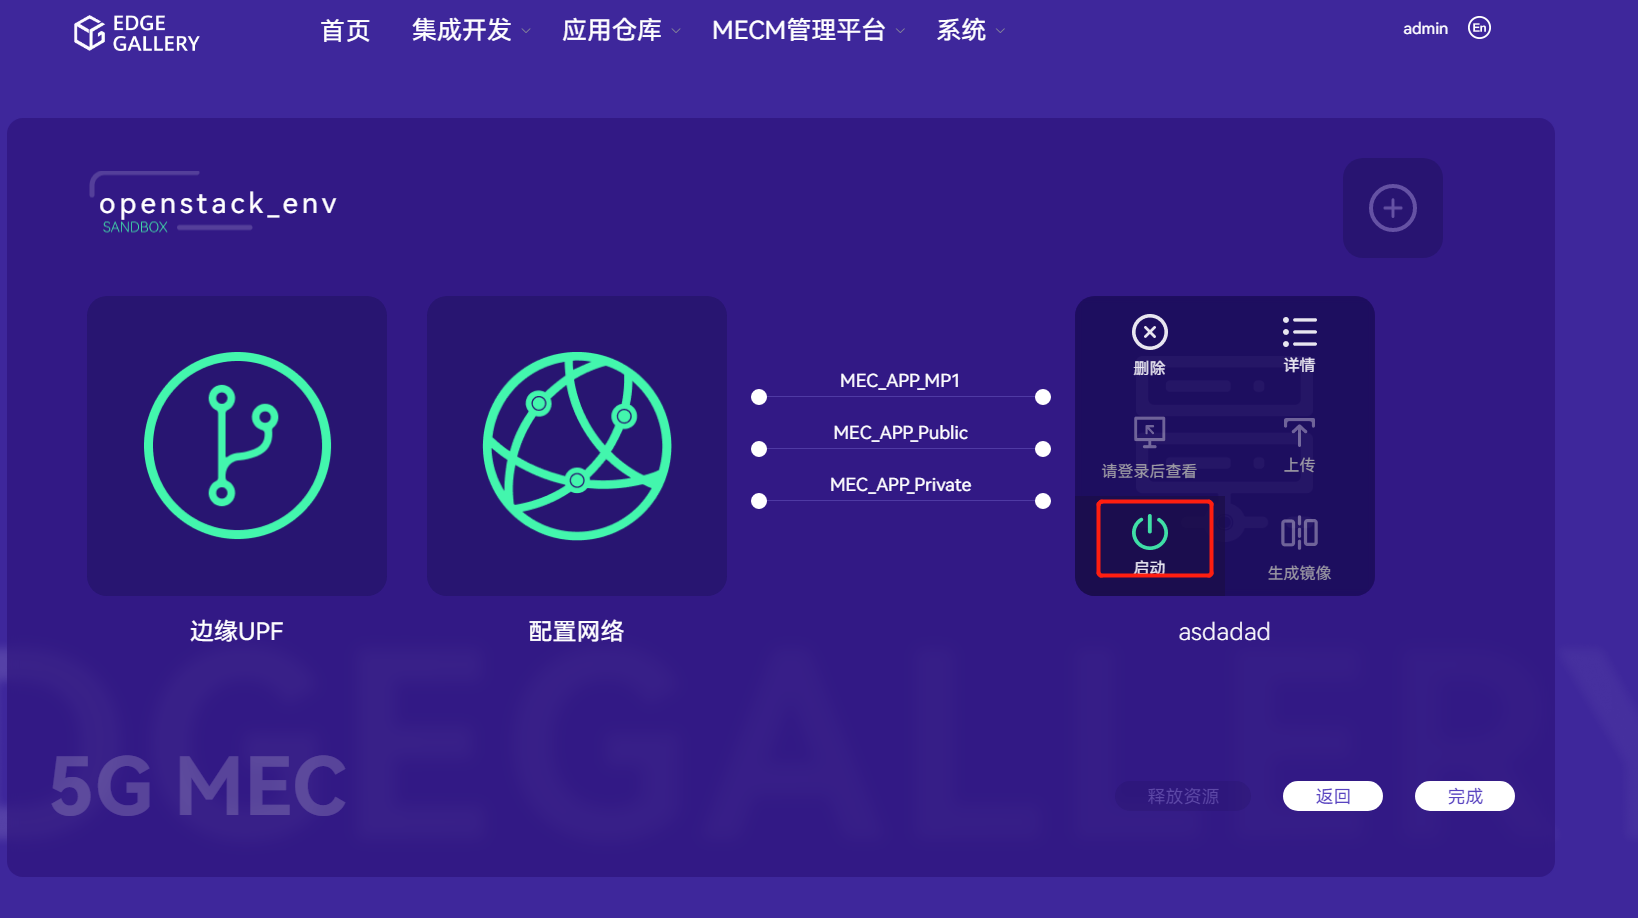 EDGE
GALLERY
首页 集成开发 应用仓库 MECM管理平台 系统
admin En
openstack_env
SANDBOX
MEC_APP_MP1
MEC_APP_Public
MEC_APP_Private
删除 详情
请登录后查看 上传
启动 生成镜像
边缘UPF 配置网络 asdadad
EDGEGALLERY
5G MEC
释放资源 返回 完成